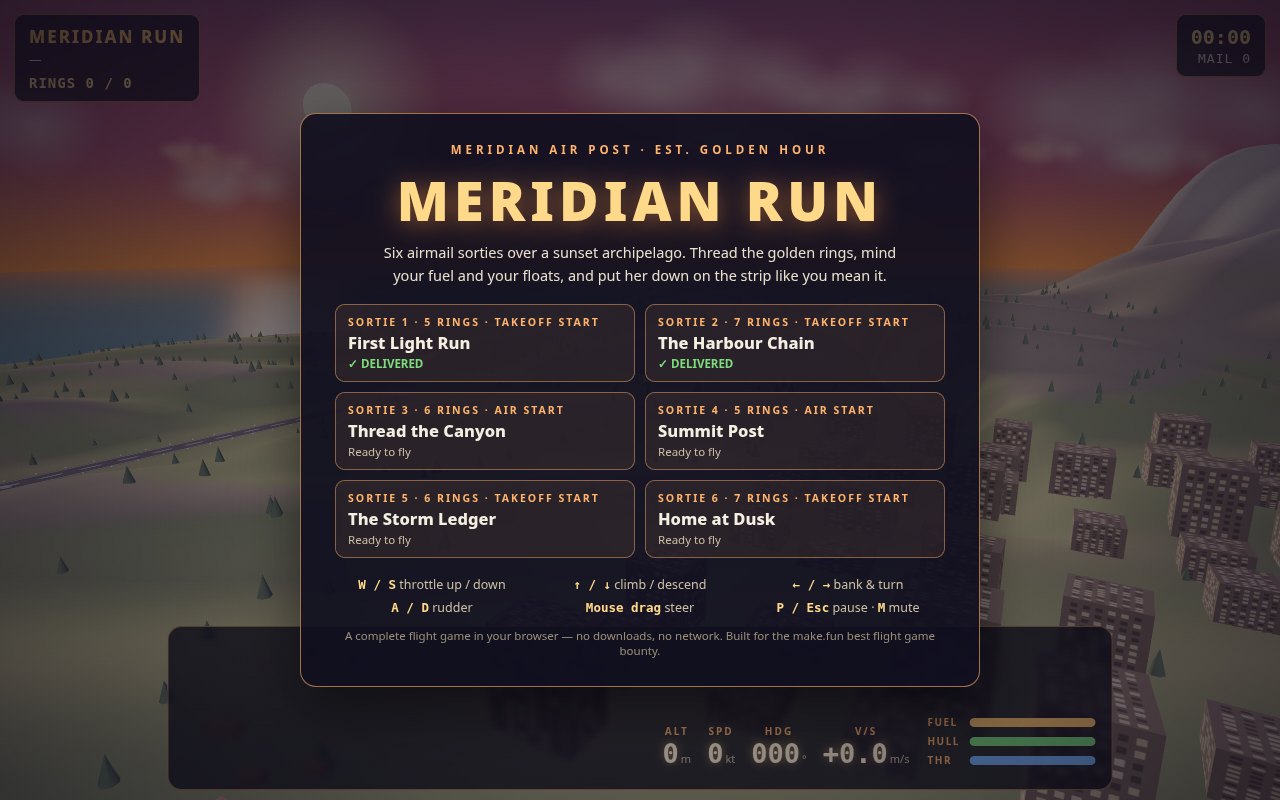 MERIDIAN RUN
—
RINGS 0 / 0
00:00
MAIL 0
MERIDIAN AIR POST · EST. GOLDEN HOUR
MERIDIAN RUN
Six airmail sorties over a sunset archipelago. Thread the golden rings, mind
your fuel and your floats, and put her down on the strip like you mean it.
SORTIE 1 · 5 RINGS · TAKEOFF START
First Light Run
✓ DELIVERED
SORTIE 2 · 7 RINGS · TAKEOFF START
The Harbour Chain
✓ DELIVERED
SORTIE 3 · 6 RINGS · AIR START
Thread the Canyon
Ready to fly
SORTIE 4 · 5 RINGS · AIR START
Summit Post
Ready to fly
SORTIE 5 · 6 RINGS · TAKEOFF START
The Storm Ledger
Ready to fly
SORTIE 6 · 7 RINGS · TAKEOFF START
Home at Dusk
Ready to fly
W / S throttle up / down
↑ / ↓ climb / descend
← / → bank & turn
A / D rudder
Mouse drag steer
P / Esc pause · M mute
A complete flight game in your browser — no downloads, no network. Built for the make.fun best flight game
bounty.
ALT
0 m
SPD
0 kt
HDG
000°
V/S
+0.0 m/s
FUEL
HULL
THR